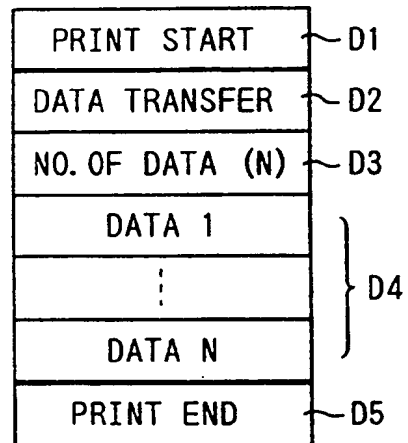 PRINT START D1
DATA TRANSFER D2
NO. OF DATA (N) D3
DATA 1
D4
DATA N
PRINT END D5